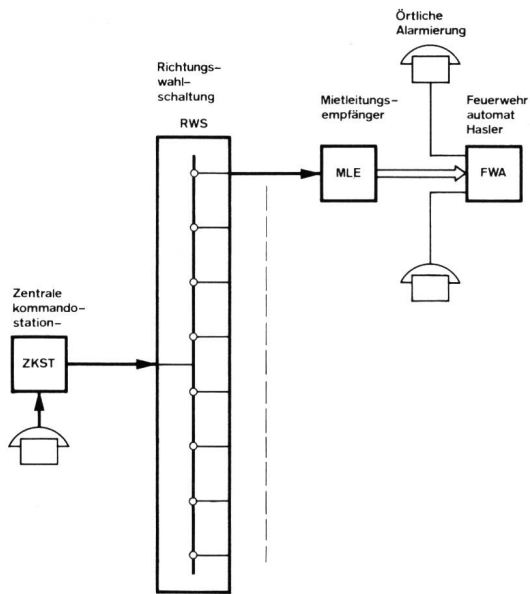 Örtliche
Alarmierung
Richtungs–
wahl–
schaltung
RWS
Mietleitungs–
empfänger
Feuerwehr
automat
Hasler
MLE
FWA
Zentrale
kommando–
station–
ZKST